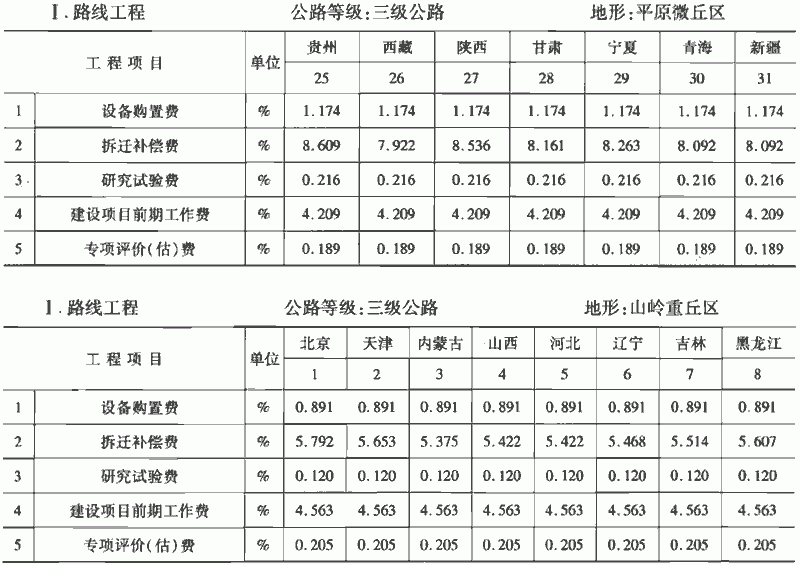 Ⅰ.路线工程 公路等级:三级公路 地形:平原微丘区
工程项目 单位 贵州 西藏 陕西 甘肃 宁夏 青海 新疆
25 26 27 28 29 30 31
1 设备购置费 % 1.174 1.174 1.174 1.174 1.174 1.174 1.174
2 拆迁补偿费 % 8.609 7.922 8.536 8.161 8.263 8.092 8.092
3 研究试验费 % 0.216 0.216 0.216 0.216 0.216 0.216 0.216
4 建设项目前期工作费 % 4.209 4.209 4.209 4.209 4.209 4.209 4.209
5 专项评价(估)费 % 0.189 0.189 0.189 0.189 0.189 0.189 0.189
Ⅰ.路线工程 公路等级:三级公路 地形:山岭重丘区
工程项目 单位 北京 天津 内蒙古 山西 河北 辽宁 吉林 黑龙江
1 2 3 4 5 6 7 8
1 设备购置费 % 0.891 0.891 0.891 0.891 0.891 0.891 0.891 0.891
2 拆迁补偿费 % 5.792 5.653 5.375 5.422 5.422 5.468 5.514 5.607
3 研究试验费 % 0.120 0.120 0.120 0.120 0.120 0.120 0.120 0.120
4 建设项目前期工作费 % 4.563 4.563 4.563 4.563 4.563 4.563 4.563 4.563
5 专项评价(估)费 % 0.205 0.205 0.205 0.205 0.205 0.205 0.205 0.205